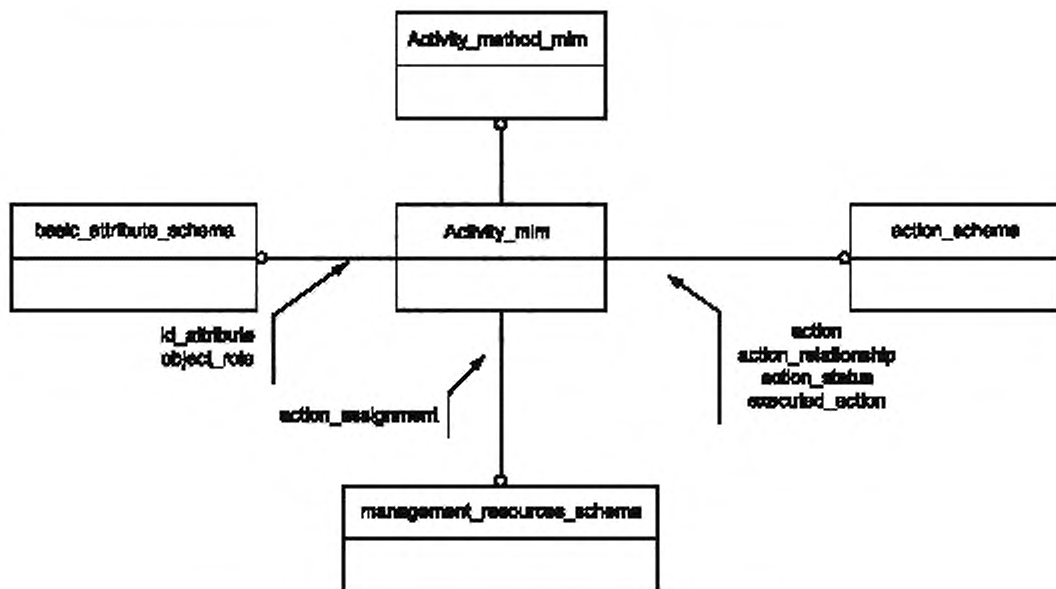 Activity_method_mim
basic_attribute_schema
Activity_mim
action_schema
id_attribute
object_role
action
action_relationship
action_status
executed_action
action_assignment
management_resources_schema